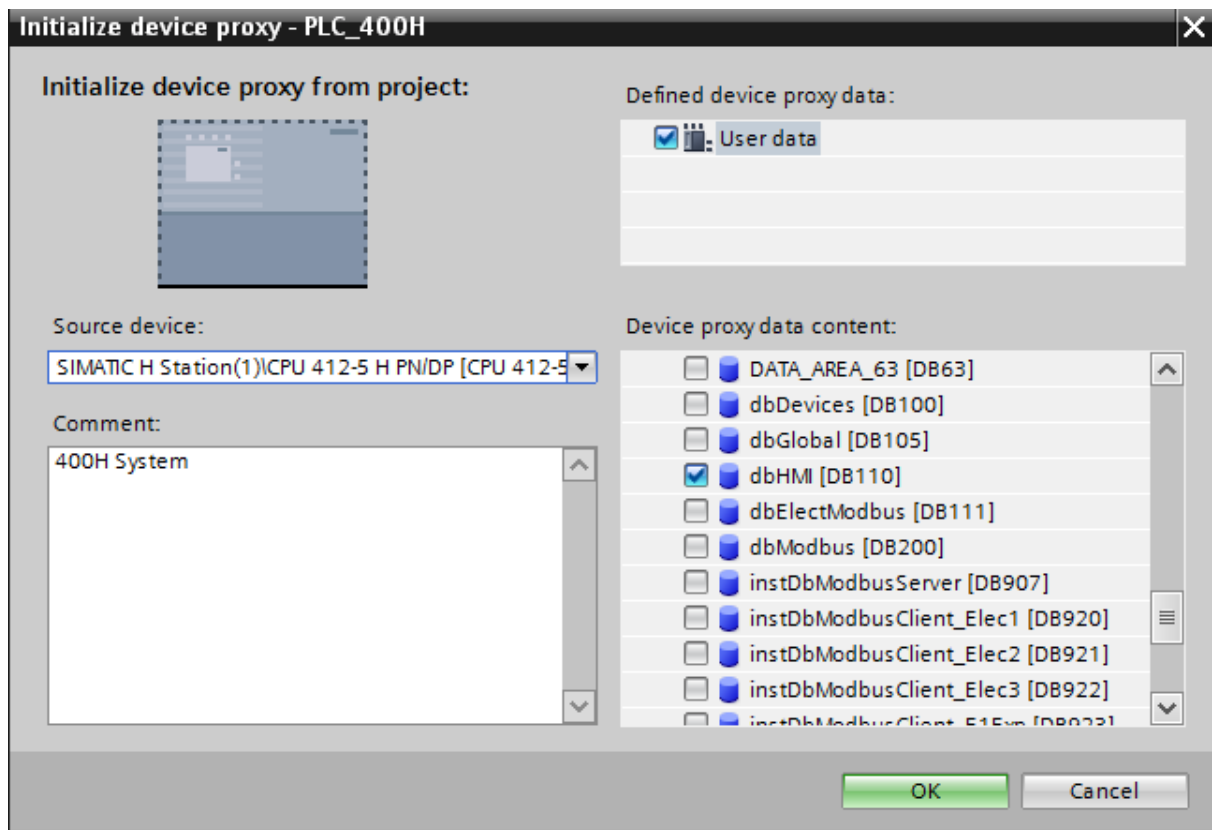 Initialize device proxy - PLC_400H
Initialize device proxy from project:
Source device:
SIMATIC H Station(1)\CPU 412-5 H PN/DP [CPU 412-5
Comment:
400H System
Defined device proxy data:
User data
Device proxy data content:
DATA_AREA_63 [DB63]
dbDevices [DB100]
dbGlobal [DB105]
dbHMI [DB110]
dbElectModbus [DB111]
dbModbus [DB200]
instDbModbusServer [DB907]
instDbModbusClient_Elec1 [DB920]
instDbModbusClient_Elec2 [DB921]
instDbModbusClient_Elec3 [DB922]
instDbModbusClient_E1Exp [DB923]
OK
Cancel